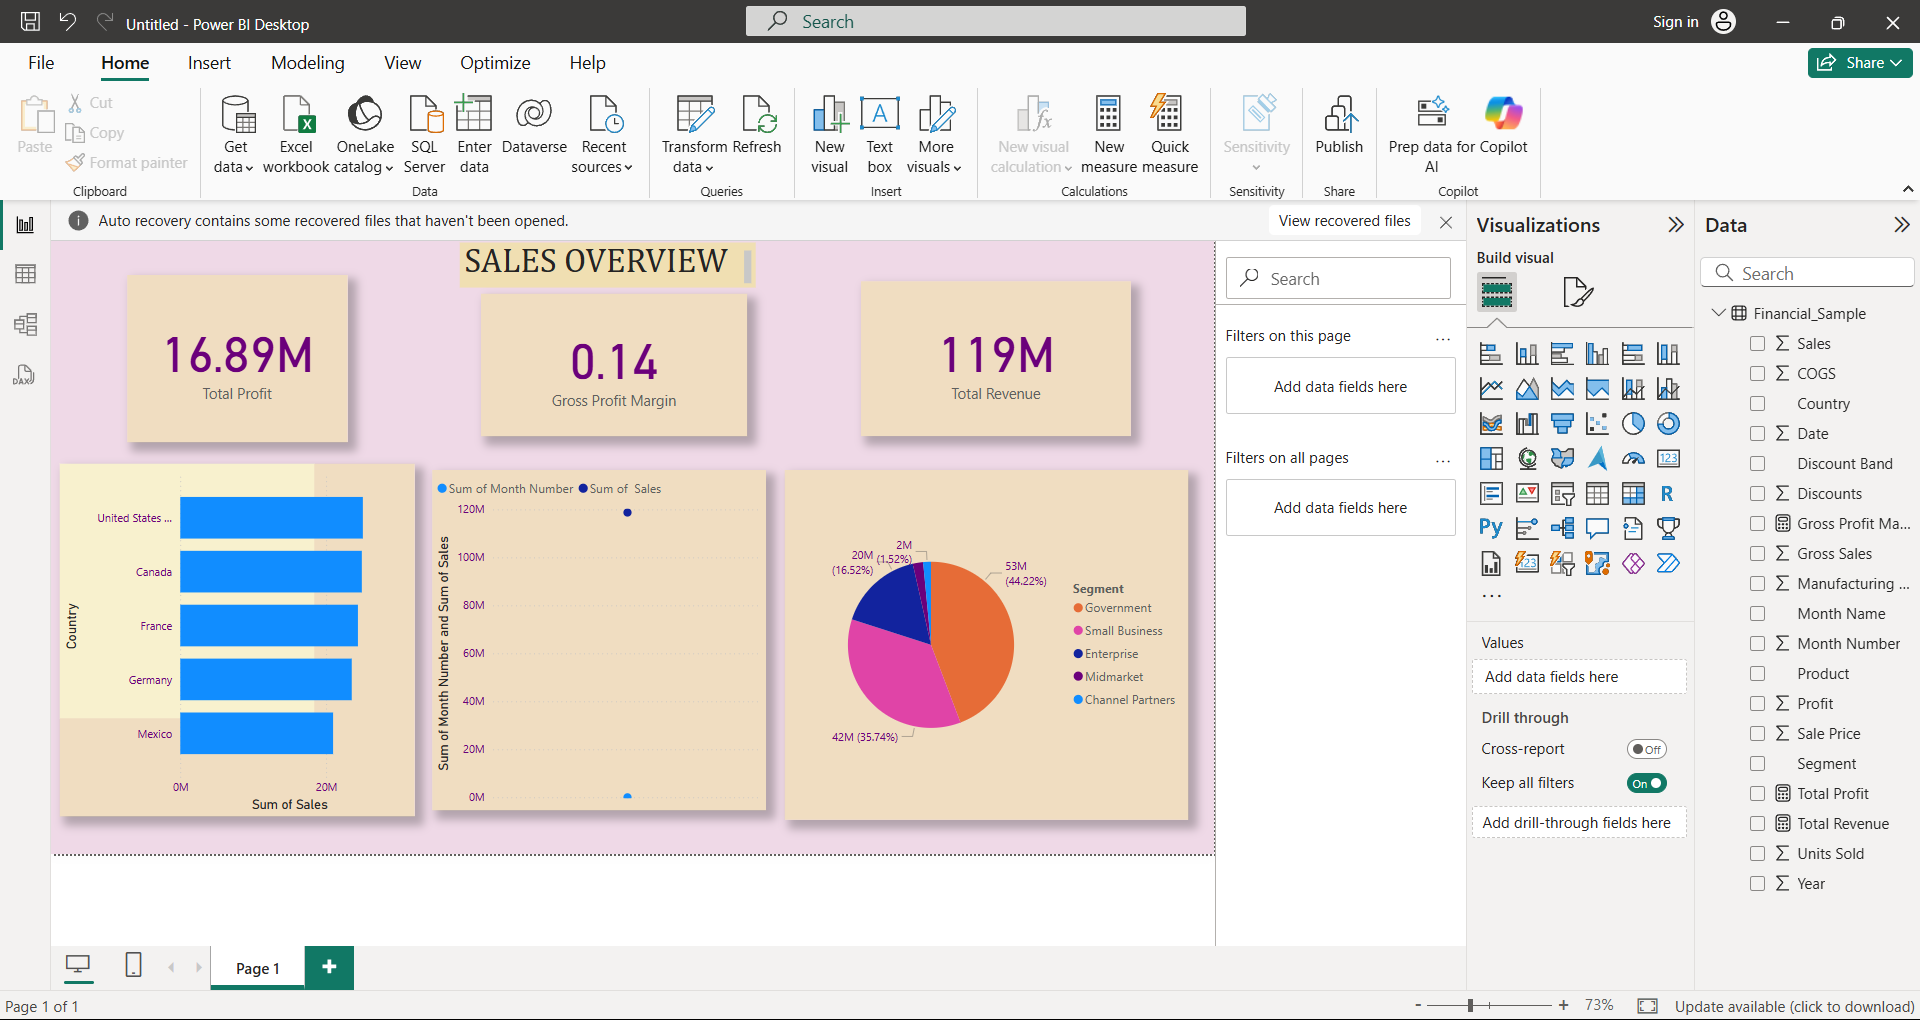 Untitled - Power BI Desktop
Search
Sign in
File Home Insert Modeling View Optimize Help
Share
Paste
Cut
Copy
Format painter
Clipboard
Get data
Excel workbook
OneLake catalog
SQL Server
Enter data
Dataverse
Recent sources
Data
Transform data
Refresh
Queries
New visual
Text box
More visuals
Insert
New visual calculation
New measure
Quick measure
Calculations
Sensitivity
Sensitivity
Publish
Share
Prep data for AI
Copilot
Copilot
Auto recovery contains some recovered files that haven't been opened.
View recovered files
SALES OVERVIEW
16.89M
Total Profit
0.14
Gross Profit Margin
119M
Total Revenue
Country
United States ...
Canada
France
Germany
Mexico
0M 20M
Sum of Sales
Sum of Month Number Sum of Sales
Sum of Month Number and Sum of Sales
120M
100M
80M
60M
40M
20M
0M
2M
(1.52%)
20M
(16.52%)
53M
(44.22%)
42M (35.74%)
Segment
Government
Small Business
Enterprise
Midmarket
Channel Partners
Search
Filters on this page ...
Add data fields here
Filters on all pages ...
Add data fields here
Visualizations
Build visual
123
R
Py
123
...
Values
Add data fields here
Drill through
Cross-report Off
Keep all filters On
Add drill-through fields here
Data
Search
Financial_Sample
Σ Sales
Σ COGS
Country
Σ Date
Discount Band
Σ Discounts
Gross Profit Ma...
Σ Gross Sales
Σ Manufacturing ...
Month Name
Σ Month Number
Product
Σ Profit
Σ Sale Price
Segment
Total Profit
Total Revenue
Σ Units Sold
Σ Year
DAX
Page 1
+
Page 1 of 1
- + 73%
Update available (click to download)